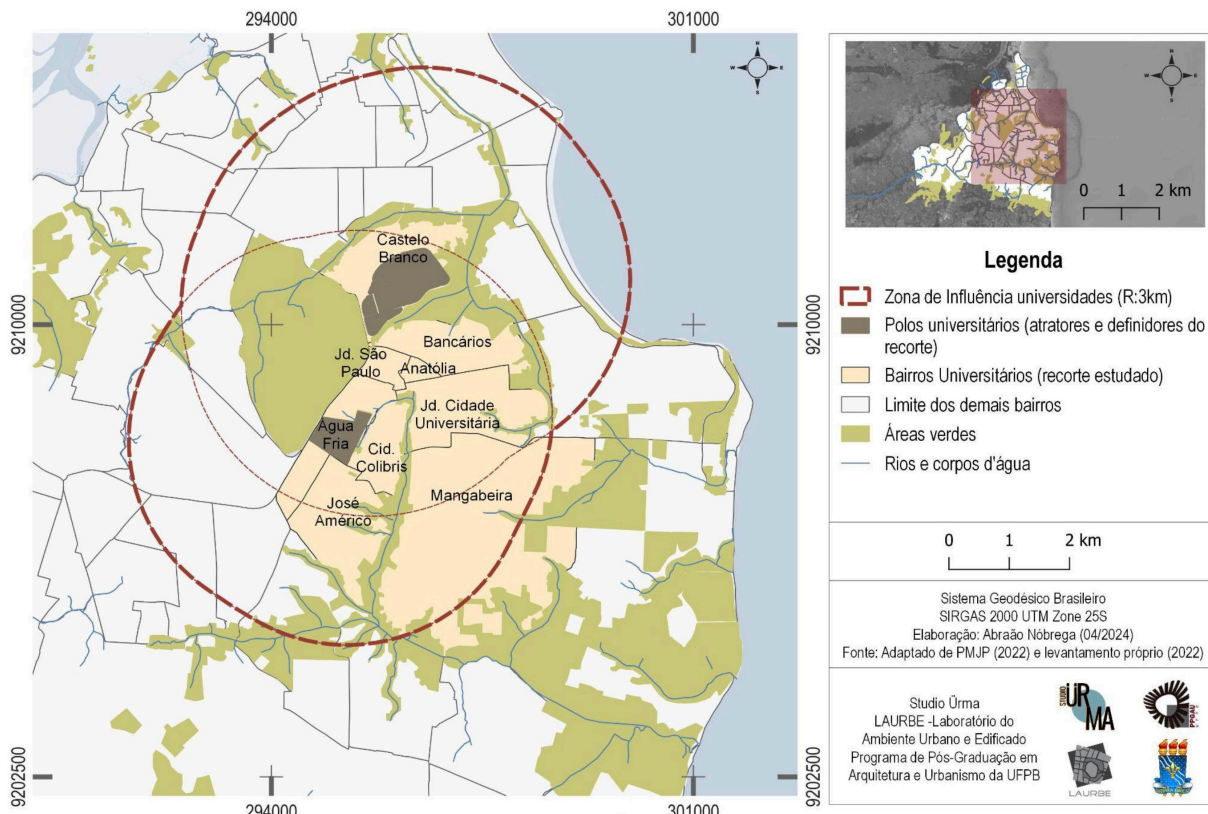 294000
301000
9210000
9202500
N
W
E
S
Castelo
Branco
Bancários
Jd. São
Paulo
Anatólia
Jd. Cidade
Universitária
Água
Fria
Cid.
Colibris
Mangabeira
José
Américo
9210000
9202500
294000
301000
N
W
E
S
0 1 2 km
Legenda
Zona de Influência universidades (R:3km)
Polos universitários (atratores e definidores do
recorte)
Bairros Universitários (recorte estudado)
Limite dos demais bairros
Áreas verdes
Rios e corpos d'água
0 1 2 km
Sistema Geodésico Brasileiro
SIRGAS 2000 UTM Zone 25S
Elaboração: Abraão Nóbrega (04/2024)
Fonte: Adaptado de PMJP (2022) e levantamento próprio (2022)
Studio Ürma
LAURBE -Laboratório do
Ambiente Urbano e Edificado
Programa de Pós-Graduação em
Arquitetura e Urbanismo da UFPB
STUDIO
ÜR
MA
PPGAU
LAURBE